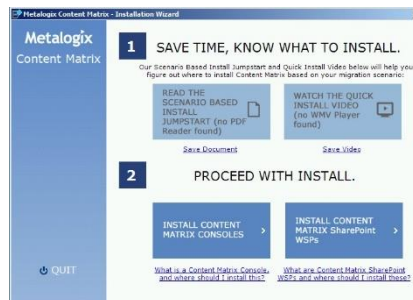 Metalogix Content Matrix - Installation Wizard
Metalogix
Content Matrix
1
SAVE TIME, KNOW WHAT TO INSTALL.
Our Scenario Based Install Jumpstart and Quick Install Video below will help you
figure out where to install Content Matrix based on your migration scenario:
READ THE
SCENARIO BASED
INSTALL
JUMPSTART (no PDF
Reader found)
WATCH THE QUICK
INSTALL VIDEO
(no WMV Player
found)
Save Document
Save Video
2
PROCEED WITH INSTALL.
INSTALL CONTENT
MATRIX CONSOLES
INSTALL CONTENT
MATRIX SharePoint
WSPs
What is a Content Matrix Console,
and where should I install this?
What are Content Matrix SharePoint
WSPs and where should I install those?
QUIT